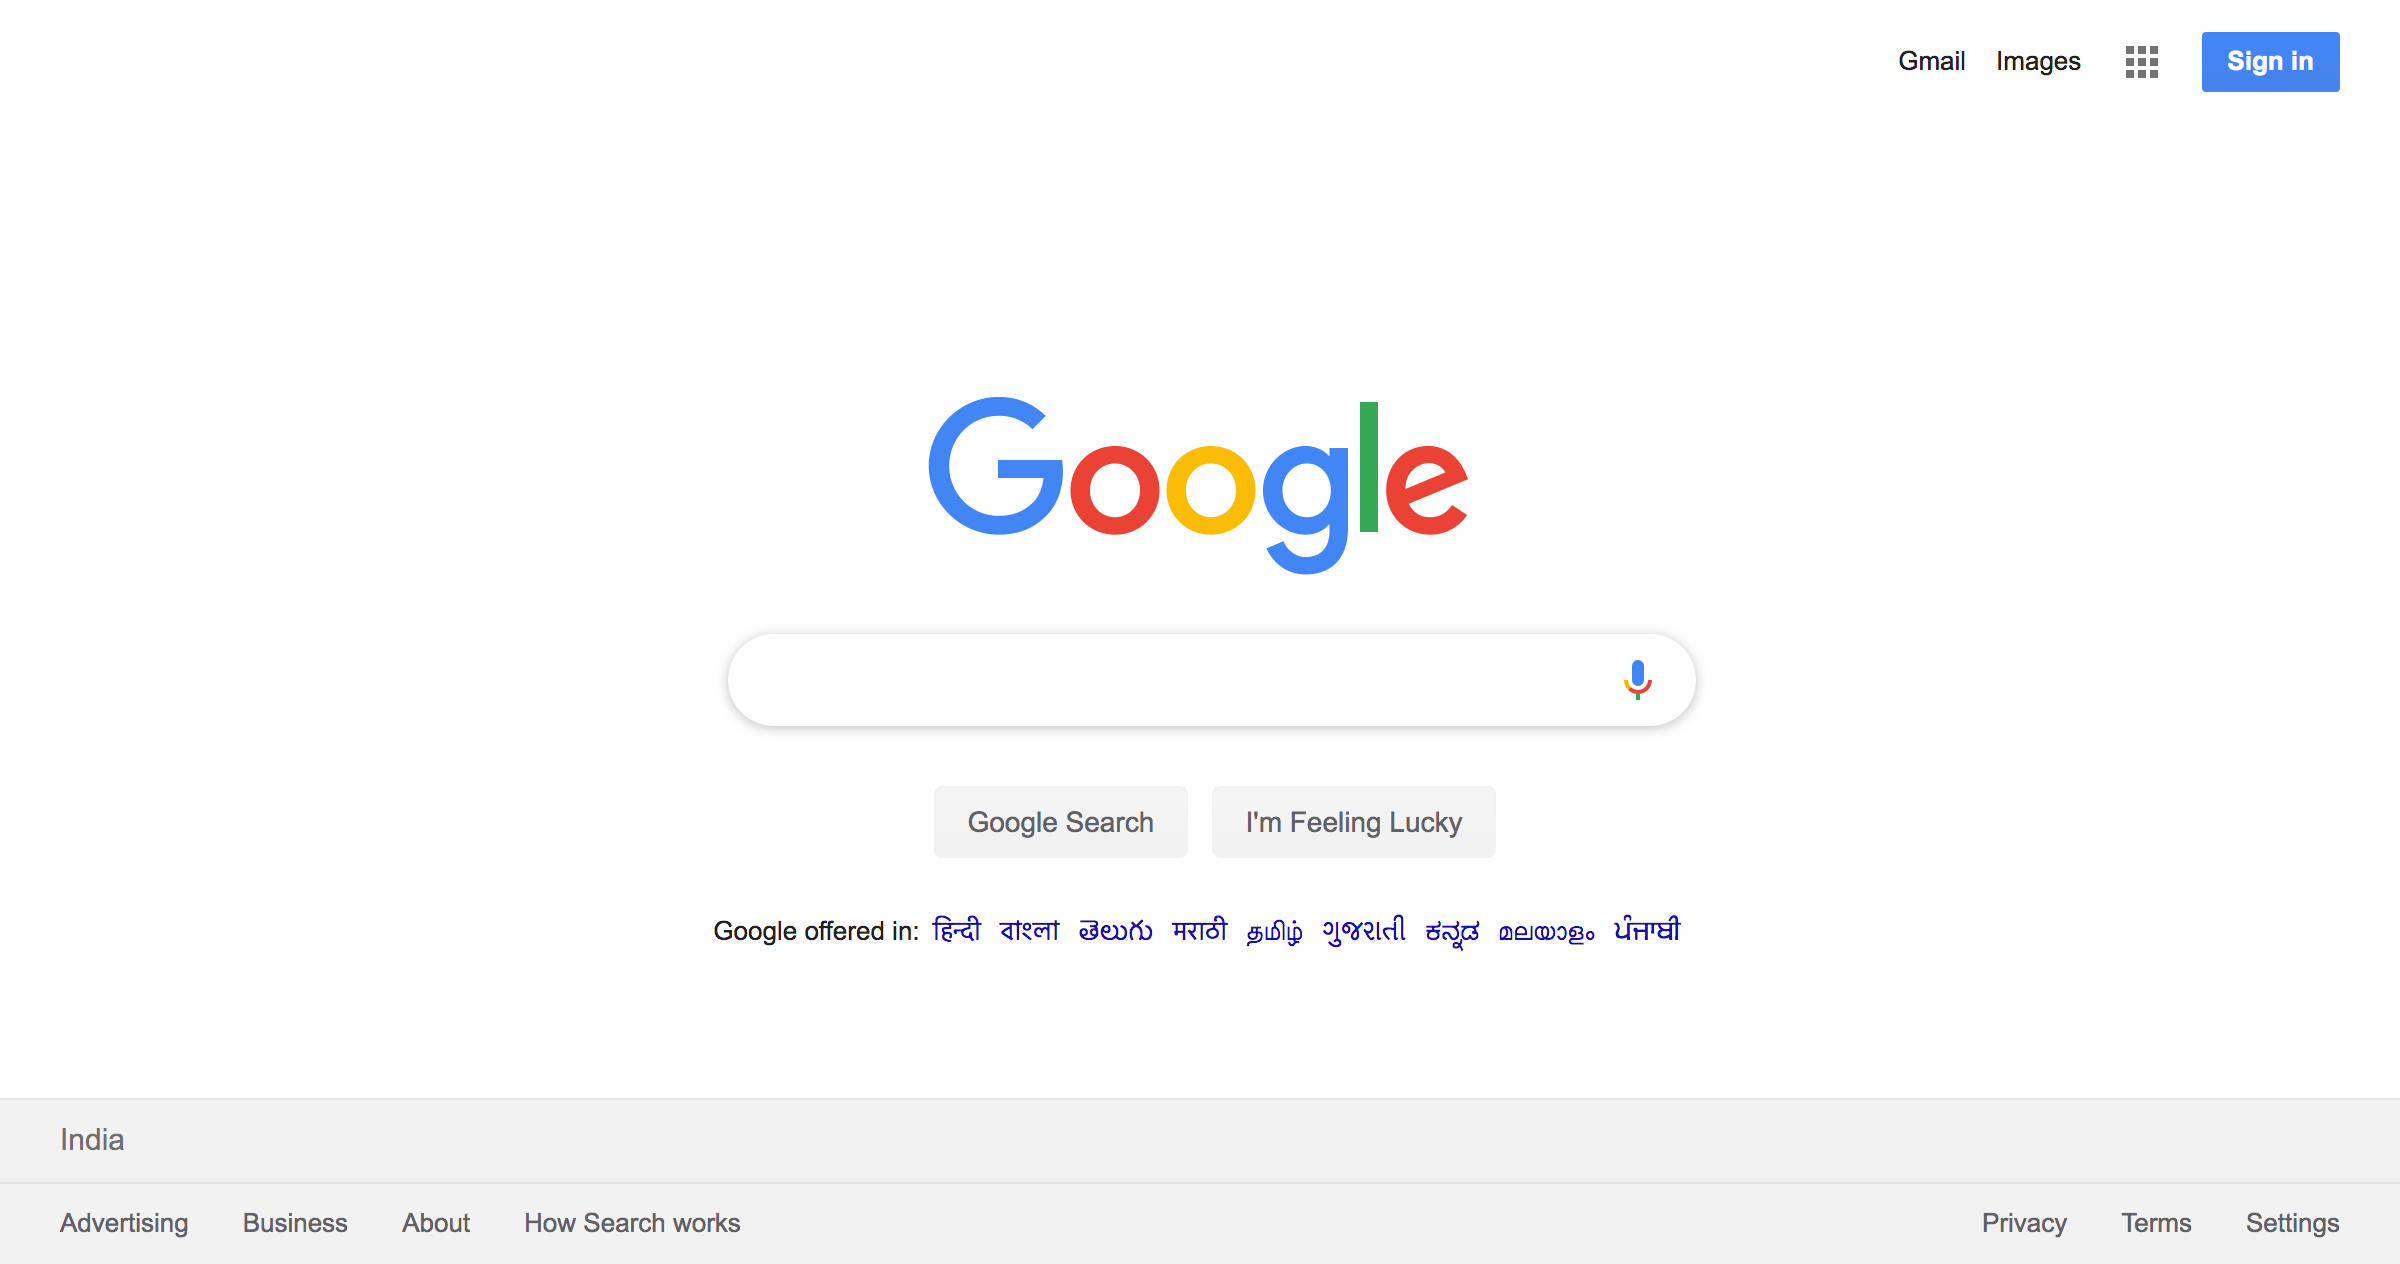 Gmail Images Sign in
Google
Google Search I'm Feeling Lucky
Google offered in: हिन्दी বাংলা తెలుగు मराठी தமிழ் ગુજરાતી ಕನ್ನಡ മലയാളം ਪੰਜਾਬੀ
India
Advertising Business About How Search works Privacy Terms Settings